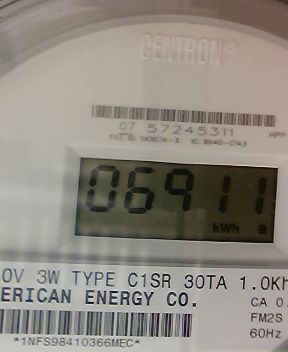 CENTRON®
07 57245311
06911
kWh
0V 3W TYPE C1SR 30TA 1.0Kh
ERICAN ENERGY CO.
CA 0.
FM2S
60Hz
*1NFS98410366MEC*